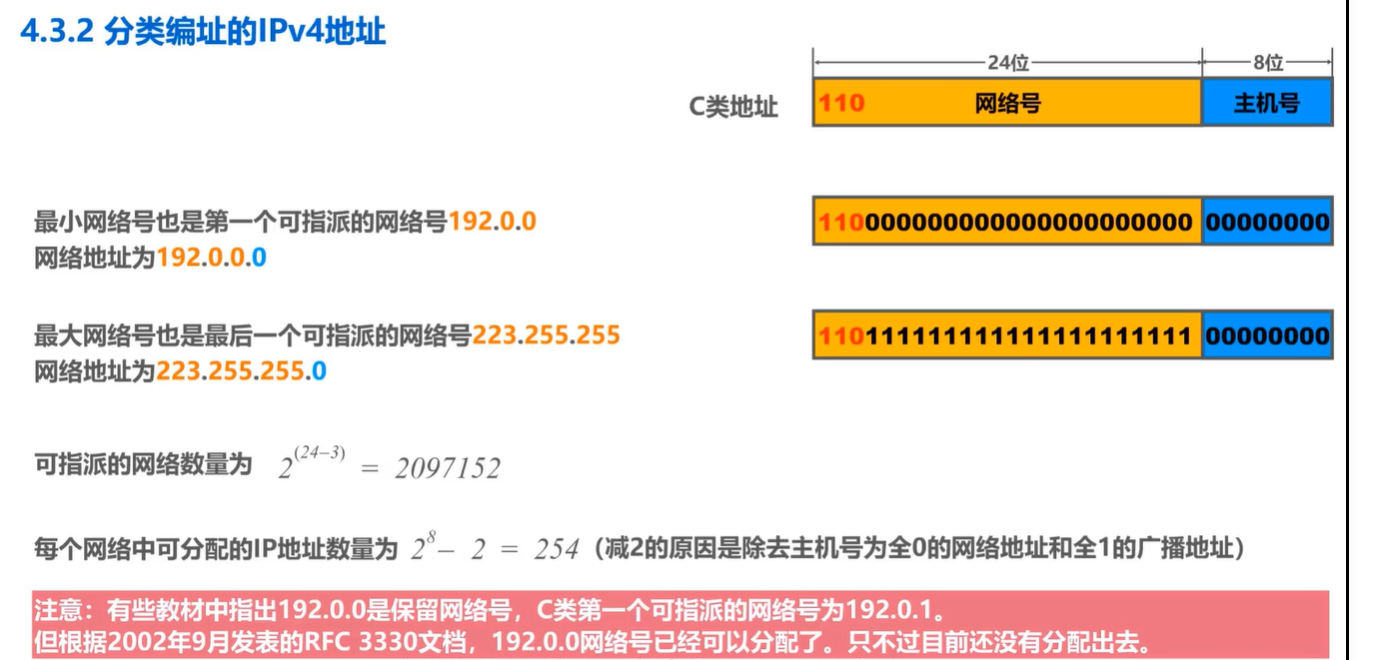 4.3.2 分类编址的IPv4地址
24位 8位
C类地址 110 网络号 主机号
最小网络号也是第一个可指派的网络号192.0.0
网络地址为192.0.0.0
110000000000000000000000 00000000
最大网络号也是最后一个可指派的网络号223.255.255
网络地址为223.255.255.0
110111111111111111111111 00000000
可指派的网络数量为 2^(24-3) = 2097152
每个网络中可分配的IP地址数量为 2^8 - 2 = 254（减2的原因是除去主机号为全0的网络地址和全1的广播地址）
注意：有些教材中指出192.0.0是保留网络号，C类第一个可指派的网络号为192.0.1。
但根据2002年9月发表的RFC 3330文档，192.0.0网络号已经可以分配了。只不过目前还没有分配出去。